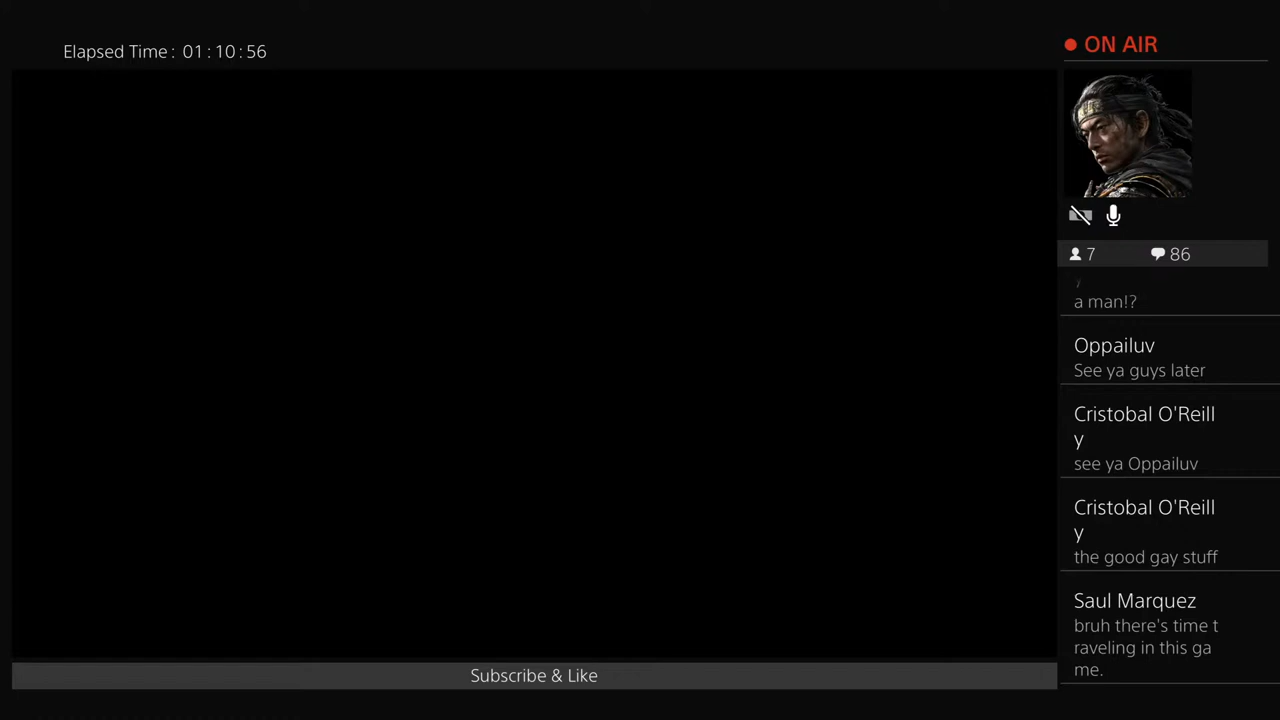 Elapsed Time: 01:10:56
ON AIR
7 86
y
a man!?
Oppailuv
See ya guys later
Cristobal O'Reill
y
see ya Oppailuv
Cristobal O'Reill
y
the good gay stuff
Saul Marquez
bruh there's time t
raveling in this ga
me.
Subscribe & Like